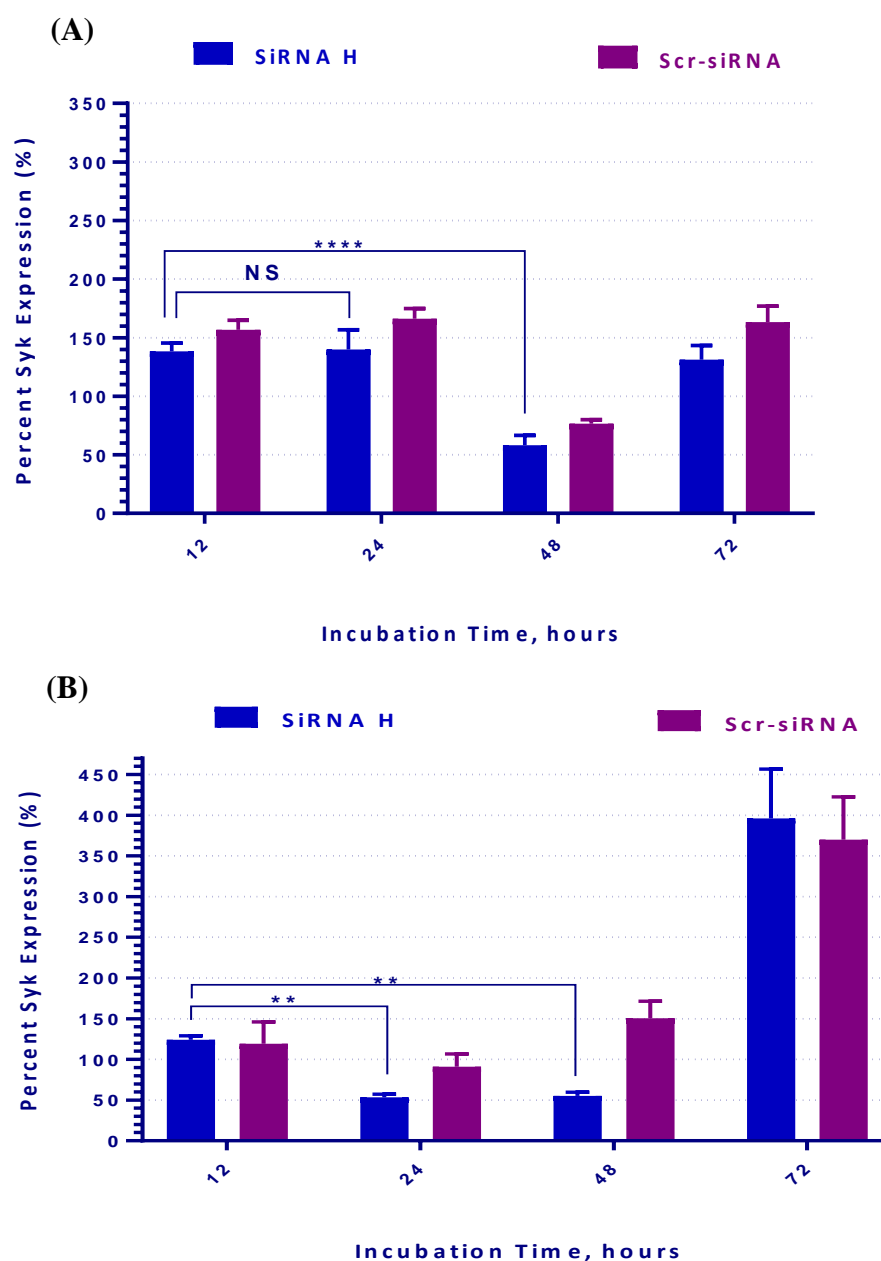 (A)
SiRNA H
Scr-siRNA
350
300
250
200
150
100
50
0
Percent Syk Expression (%)
****
NS
12
24
48
72
Incubation Time, hours
(B)
SiRNA H
Scr-siRNA
450
400
350
300
250
200
150
100
50
0
Percent Syk Expression (%)
**
**
12
24
48
72
Incubation Time, hours